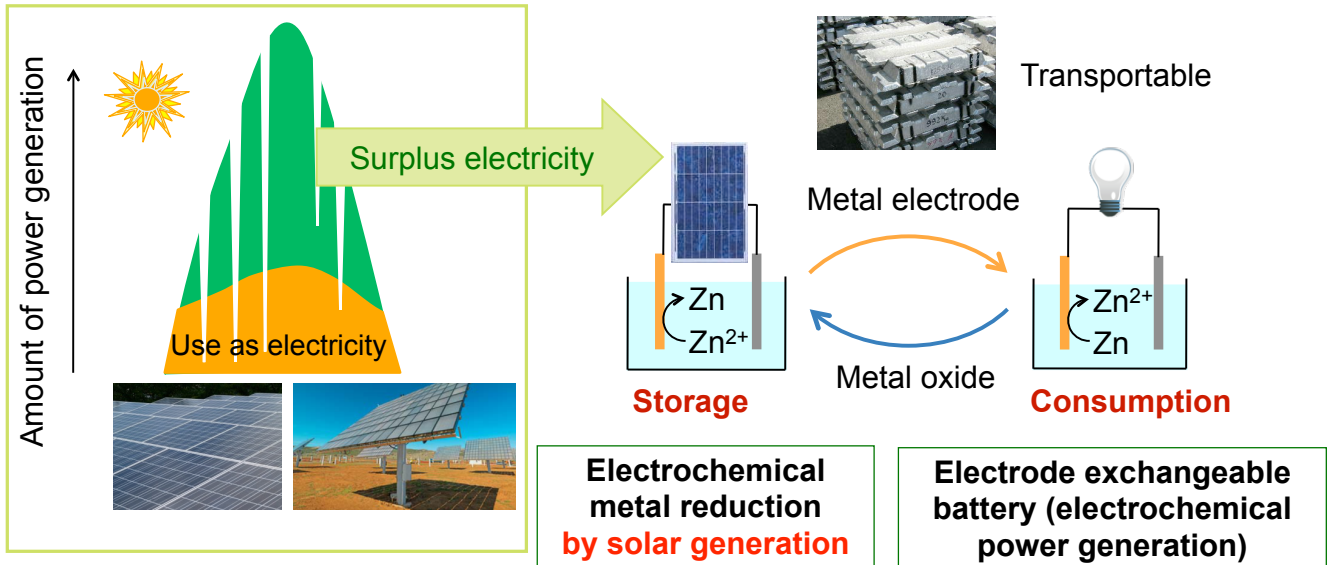 Amount of power generation
Surplus electricity
Use as electricity
Transportable
Metal electrode
Zn
Zn²⁺
Zn²⁺
Zn
Metal oxide
Storage
Consumption
Electrochemical
metal reduction
by solar generation
Electrode exchangeable
battery (electrochemical
power generation)